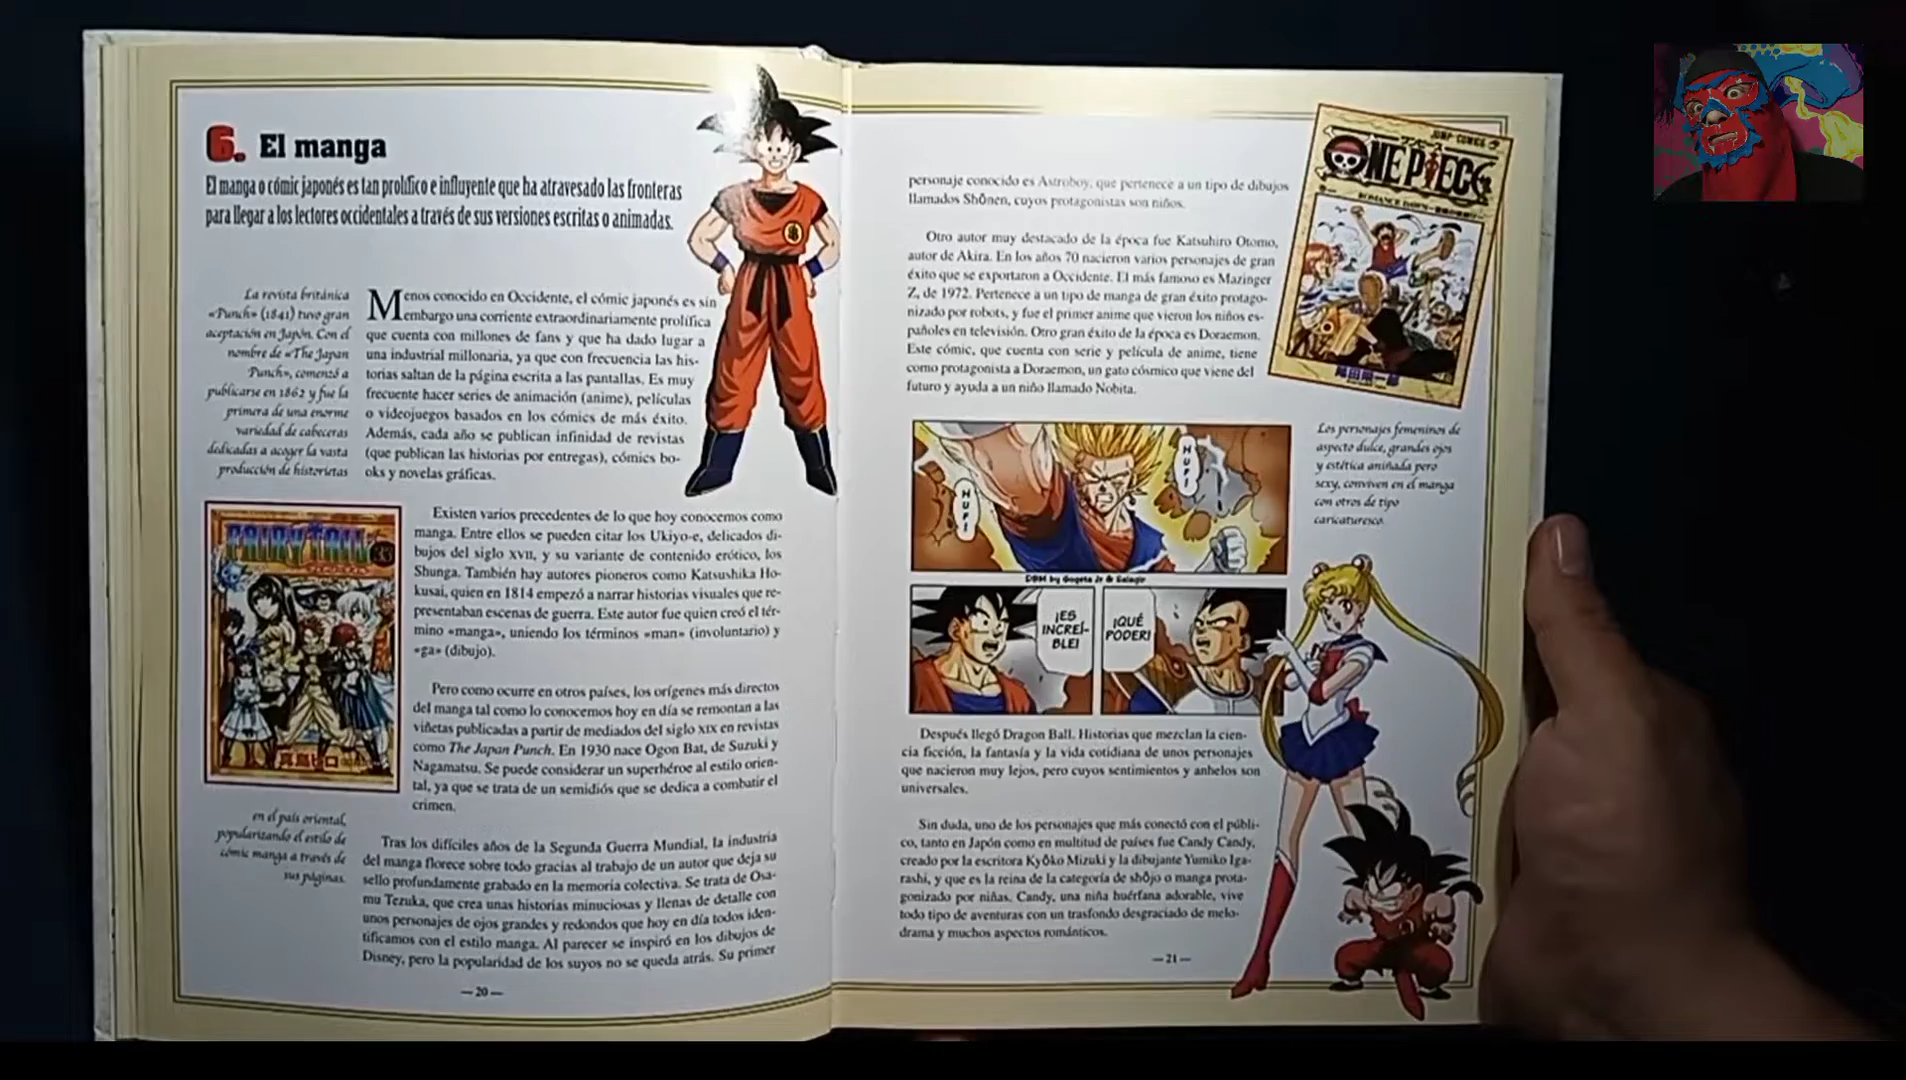 6. El manga
El manga o cómic japonés es tan prolífico e influyente que ha atravesado las fronteras
para llegar a los lectores occidentales a través de sus versiones escritas o animadas.
La revista británica
«Punch» (1841) tuvo gran
aceptación en Japón. Con el
nombre de «The Japan
Punch», comenzó a
publicarse en 1862 y fue la
primera de una enorme
variedad de cabeceras
dedicadas a acoger la vasta
producción de historietas
Menos conocido en Occidente, el cómic japonés es sin
embargo una corriente extraordinariamente prolífica
que cuenta con millones de fans y que ha dado lugar a
una industrial millonaria, ya que con frecuencia las his-
torias saltan de la página escrita a las pantallas. Es muy
frecuente hacer series de animación (anime), películas
o videojuegos basados en los cómics de más éxito.
Además, cada año se publican infinidad de revistas
(que publican las historias por entregas), cómics bo-
oks y novelas gráficas.
FAIRY TAIL
33
真島ヒロ
en el país oriental,
popularizando el estilo de
cómic manga a través de
sus páginas.
Existen varios precedentes de lo que hoy conocemos como
manga. Entre ellos se pueden citar los Ukiyo-e, delicados di-
bujos del siglo XVII, y su variante de contenido erótico, los
Shunga. También hay autores pioneros como Katsushika Ho-
kusai, quien en 1814 empezó a narrar historias visuales que re-
presentaban escenas de guerra. Este autor fue quien creó el tér-
mino «manga», uniendo los términos «man» (involuntario) y
«ga» (dibujo).
Pero como ocurre en otros países, los orígenes más directos
del manga tal como lo conocemos hoy en día se remontan a las
viñetas publicadas a partir de mediados del siglo XIX en revistas
como The Japan Punch. En 1930 nace Ogon Bat, de Suzuki y
Nagamatsu. Se puede considerar un superhéroe al estilo orien-
tal, ya que se trata de un semidiós que se dedica a combatir el
crimen.
Tras los difíciles años de la Segunda Guerra Mundial, la industria
del manga florece sobre todo gracias al trabajo de un autor que deja su
sello profundamente grabado en la memoria colectiva. Se trata de Osa-
mu Tezuka, que crea unas historias minuciosas y llenas de detalle con
unos personajes de ojos grandes y redondos que hoy en día todos iden-
tificamos con el estilo manga. Al parecer se inspiró en los dibujos de
Disney, pero la popularidad de los suyos no se queda atrás. Su primer
— 20 —
personaje conocido es Astroboy, que pertenece a un tipo de dibujos
llamados Shônen, cuyos protagonistas son niños.
Otro autor muy destacado de la época fue Katsuhiro Otomo,
autor de Akira. En los años 70 nacieron varios personajes de gran
éxito que se exportaron a Occidente. El más famoso es Mazinger
Z, de 1972. Pertenece a un tipo de manga de gran éxito protago-
nizado por robots, y fue el primer anime que vieron los niños es-
pañoles en televisión. Otro gran éxito de la época es Doraemon.
Este cómic, que cuenta con serie y película de anime, tiene
como protagonista a Doraemon, un gato cósmico que viene del
futuro y ayuda a un niño llamado Nobita.
JUMP COMICS
ワンピース
ONE PIECE
尾田栄一郎
Los personajes femeninos de
aspecto dulce, grandes ojos
y estética aniñada pero
sexy, conviven en el manga
con otros de tipo
caricaturesco.
HUF!
HUF!
DBM by Gogeta Jr & Salagir
¡ES
INCREÍ-
BLE!
¡QUÉ
PODER!
Después llegó Dragon Ball. Historias que mezclan la cien-
cia ficción, la fantasía y la vida cotidiana de unos personajes
que nacieron muy lejos, pero cuyos sentimientos y anhelos son
universales.
Sin duda, uno de los personajes que más conectó con el públi-
co, tanto en Japón como en multitud de países fue Candy Candy,
creado por la escritora Kyôko Mizuki y la dibujante Yumiko Iga-
rashi, y que es la reina de la categoría de shôjo o manga prota-
gonizado por niñas. Candy, una niña huérfana adorable, vive
todo tipo de aventuras con un trasfondo desgraciado de melo-
drama y muchos aspectos románticos.
— 21 —